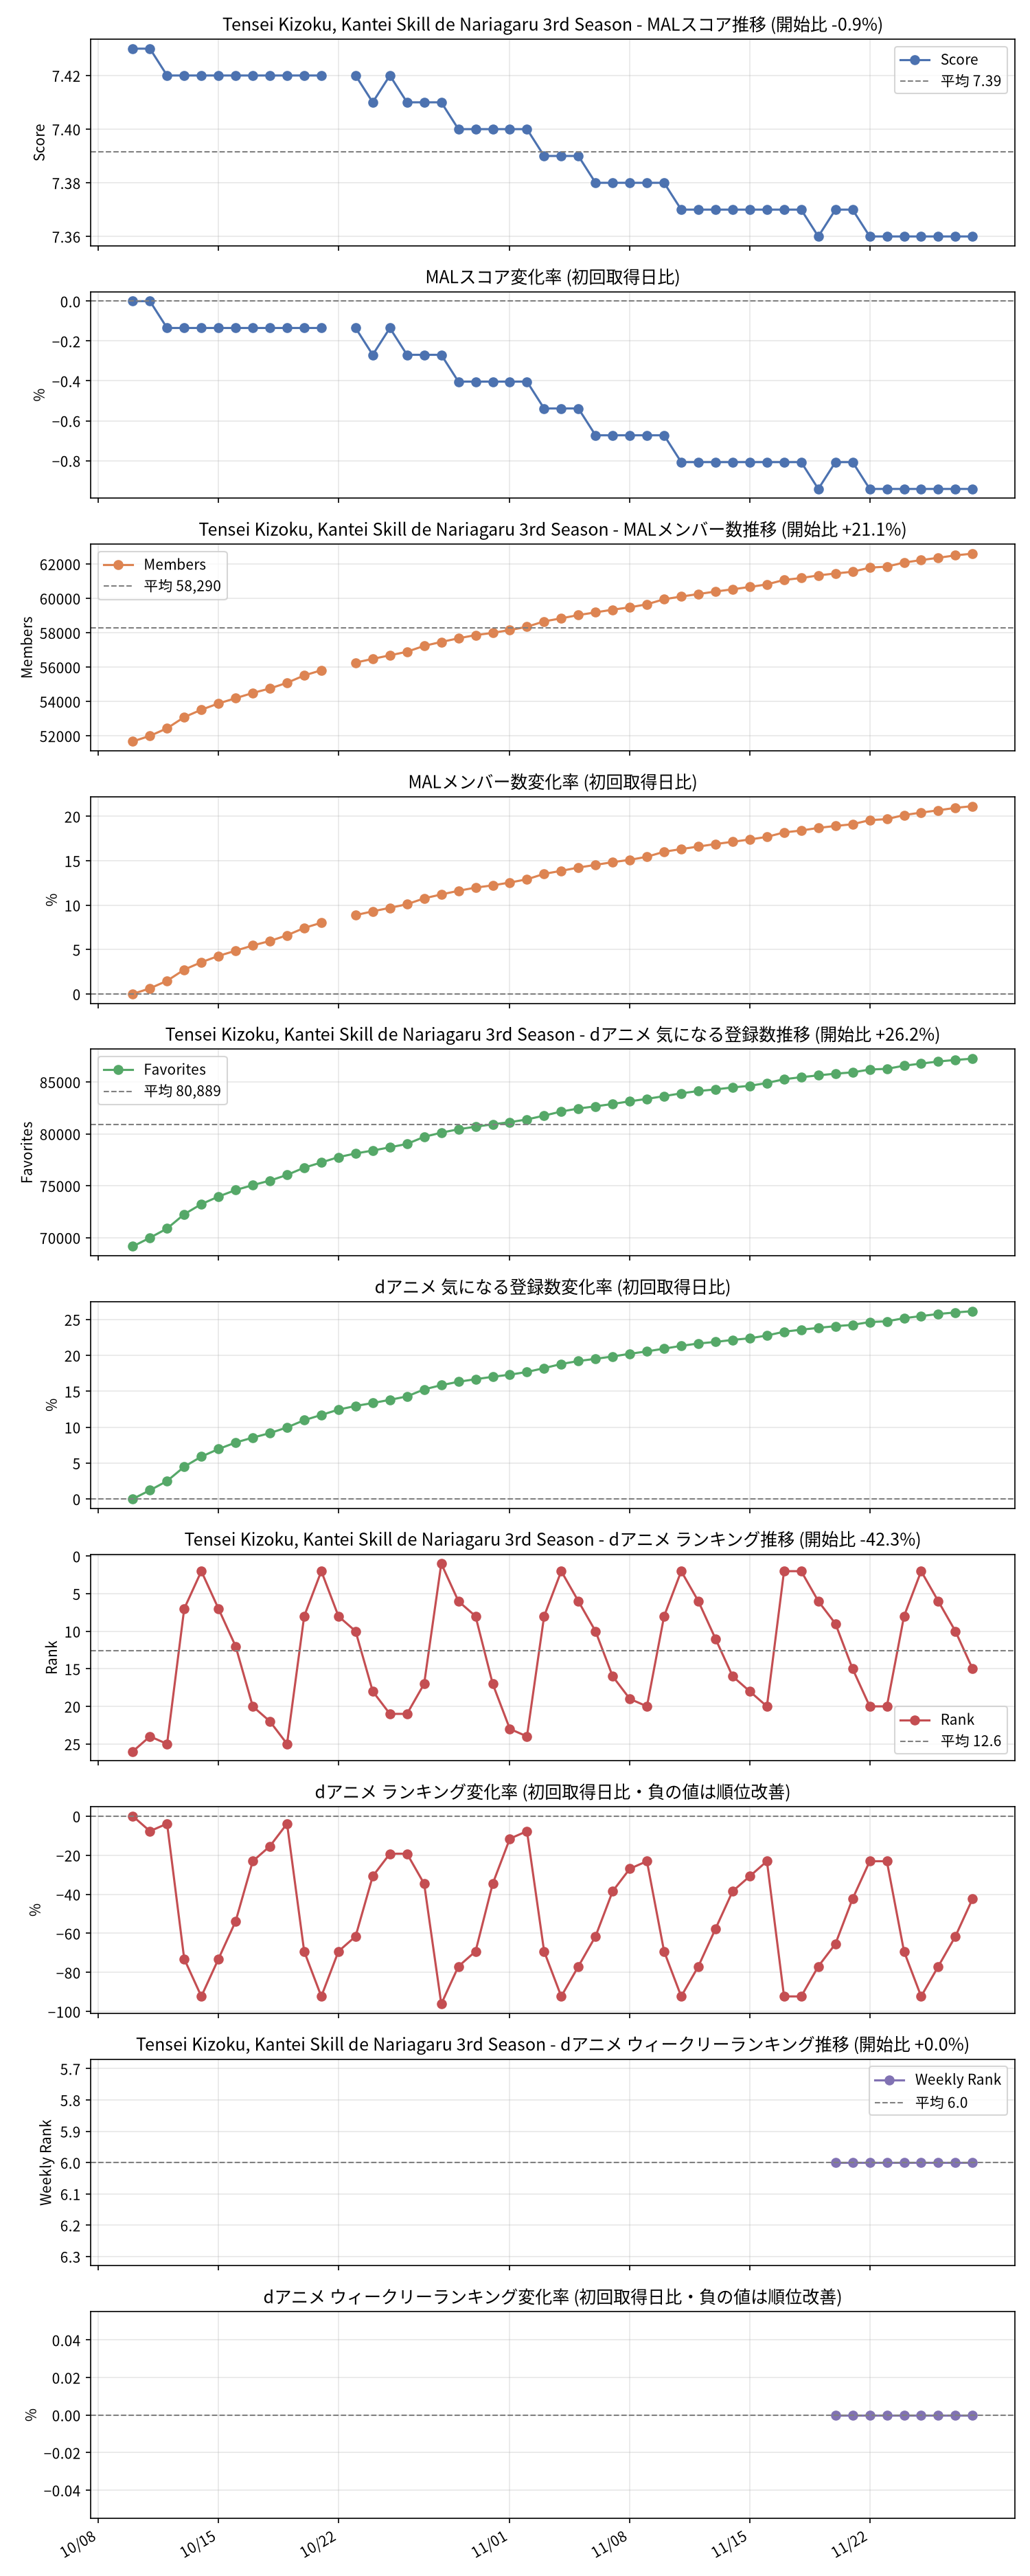 Tensei Kizoku, Kantei Skill de Nariagaru 3rd Season - MALスコア推移 (開始比 -0.9%)
Score
平均 7.39
Score
7.42
7.40
7.38
7.36
MALスコア変化率 (初回取得日比)
%
0.0
−0.2
−0.4
−0.6
−0.8
Tensei Kizoku, Kantei Skill de Nariagaru 3rd Season - MALメンバー数推移 (開始比 +21.1%)
Members
平均 58,290
Members
62000
60000
58000
56000
54000
52000
MALメンバー数変化率 (初回取得日比)
%
20
15
10
5
0
Tensei Kizoku, Kantei Skill de Nariagaru 3rd Season - dアニメ 気になる登録数推移 (開始比 +26.2%)
Favorites
平均 80,889
Favorites
85000
80000
75000
70000
dアニメ 気になる登録数変化率 (初回取得日比)
%
25
20
15
10
5
0
Tensei Kizoku, Kantei Skill de Nariagaru 3rd Season - dアニメ ランキング推移 (開始比 -42.3%)
Rank
0
5
10
15
20
25
Rank
平均 12.6
dアニメ ランキング変化率 (初回取得日比・負の値は順位改善)
%
0
−20
−40
−60
−80
−100
Tensei Kizoku, Kantei Skill de Nariagaru 3rd Season - dアニメ ウィークリーランキング推移 (開始比 +0.0%)
Weekly Rank
平均 6.0
Weekly Rank
5.7
5.8
5.9
6.0
6.1
6.2
6.3
dアニメ ウィークリーランキング変化率 (初回取得日比・負の値は順位改善)
%
0.04
0.02
0.00
−0.02
−0.04
10/08
10/15
10/22
11/01
11/08
11/15
11/22